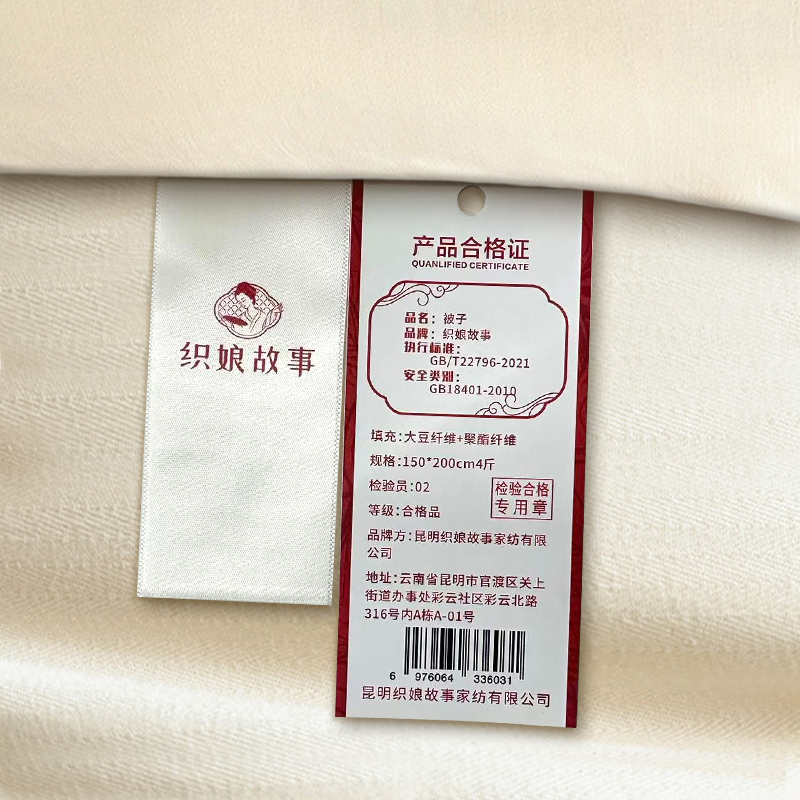 织娘故事
产品合格证
QUANLIFIED CERTIFICATE
品名：被子
品牌：织娘故事
执行标准：
GB/T22796-2021
安全类别：
GB18401-2010
填充:大豆纤维+聚酯纤维
规格:150*200cm4斤
检验员:02
等级:合格品
检验合格
专用章
品牌方:昆明织娘故事家纺有限
公司
地址:云南省昆明市官渡区关上
街道办事处彩云社区彩云北路
316号内A栋A-01号
6 976064 336031
昆明织娘故事家纺有限公司